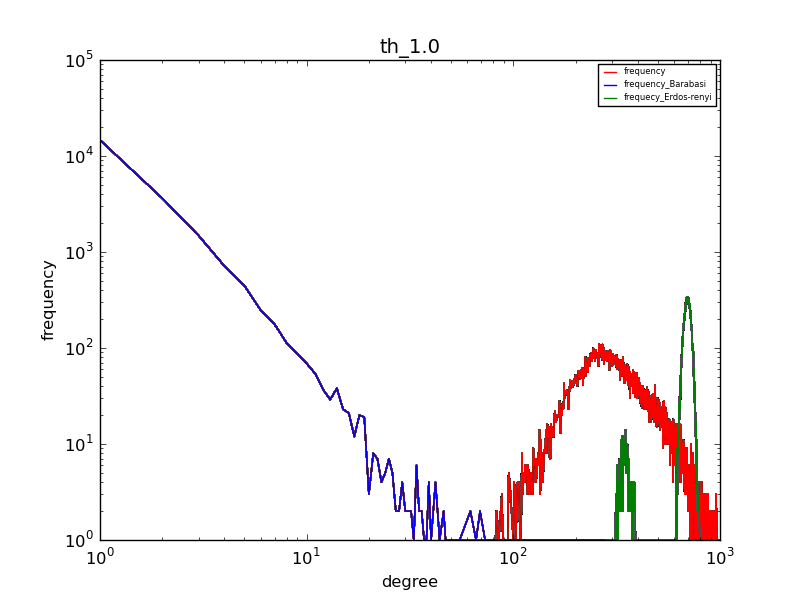 th_1.0
frequency
frequency_Barabasi
frequecy_Erdos-renyi
10^5
10^4
10^3
10^2
10^1
10^0
frequency
10^0 10^1 10^2 10^3
degree